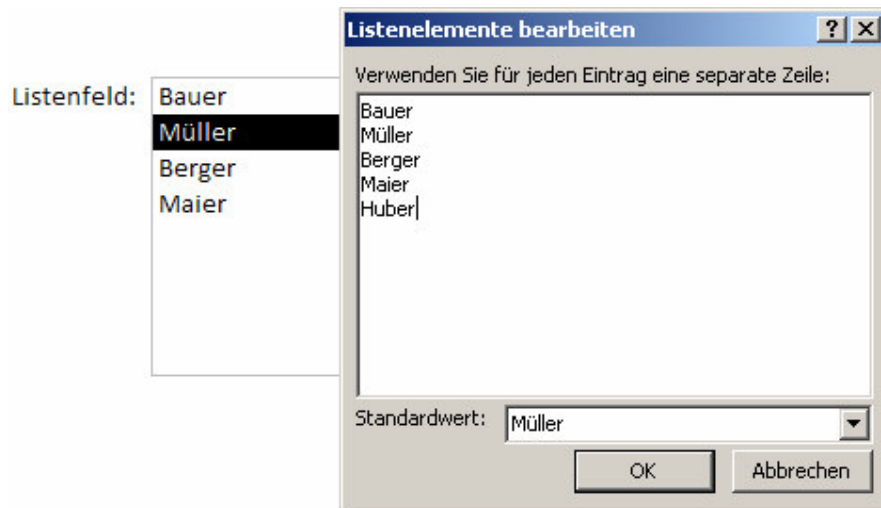 Listenfeld:
Bauer
Müller
Berger
Maier
Listenelemente bearbeiten
Verwenden Sie für jeden Eintrag eine separate Zeile:
Bauer
Müller
Berger
Maier
Huber
Standardwert: Müller
OK Abbrechen